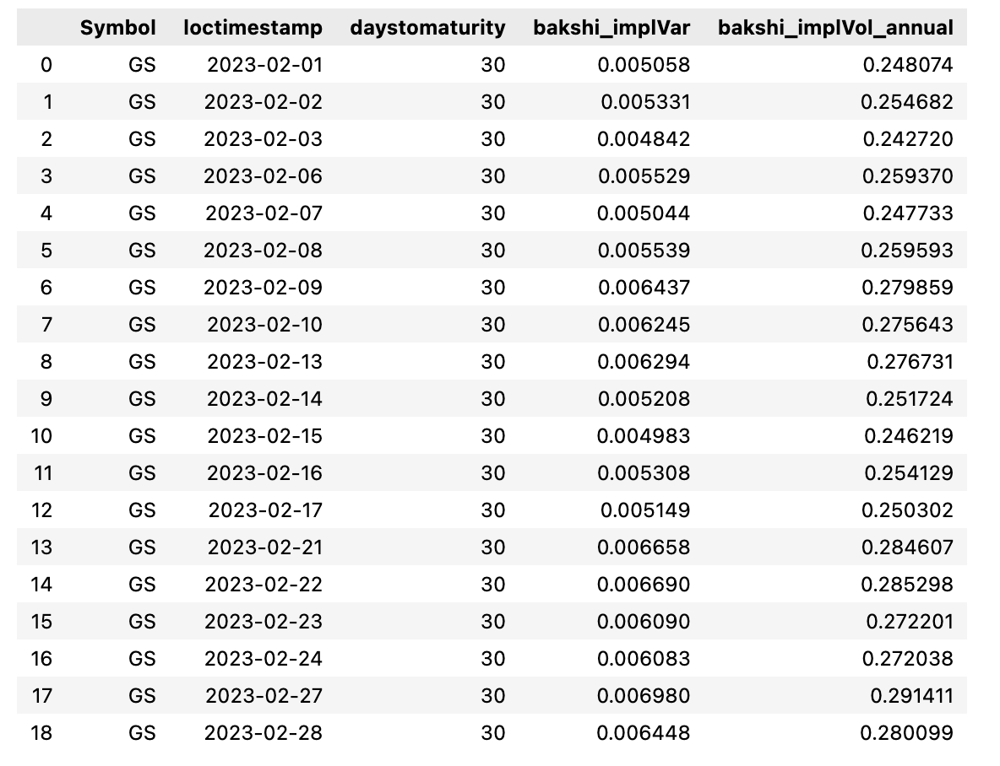 Symbol loctimestamp daystomaturity bakshi_implVar bakshi_implVol_annual
0 GS 2023-02-01 30 0.005058 0.248074
1 GS 2023-02-02 30 0.005331 0.254682
2 GS 2023-02-03 30 0.004842 0.242720
3 GS 2023-02-06 30 0.005529 0.259370
4 GS 2023-02-07 30 0.005044 0.247733
5 GS 2023-02-08 30 0.005539 0.259593
6 GS 2023-02-09 30 0.006437 0.279859
7 GS 2023-02-10 30 0.006245 0.275643
8 GS 2023-02-13 30 0.006294 0.276731
9 GS 2023-02-14 30 0.005208 0.251724
10 GS 2023-02-15 30 0.004983 0.246219
11 GS 2023-02-16 30 0.005308 0.254129
12 GS 2023-02-17 30 0.005149 0.250302
13 GS 2023-02-21 30 0.006658 0.284607
14 GS 2023-02-22 30 0.006690 0.285298
15 GS 2023-02-23 30 0.006090 0.272201
16 GS 2023-02-24 30 0.006083 0.272038
17 GS 2023-02-27 30 0.006980 0.291411
18 GS 2023-02-28 30 0.006448 0.280099